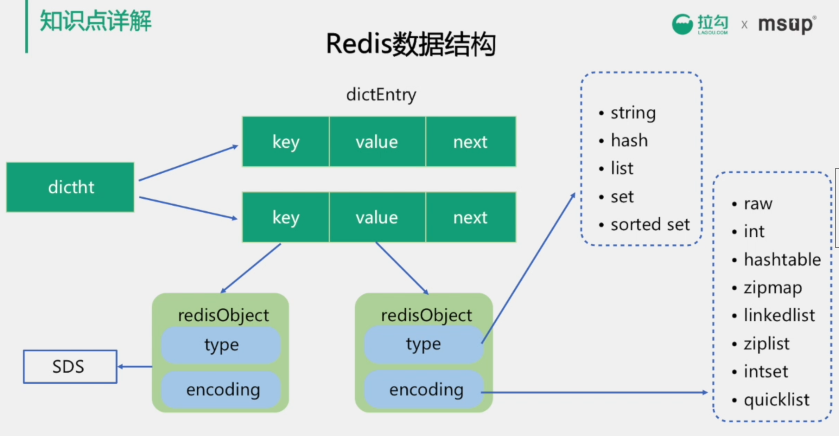 知识点详解
拉勾
LAGOU.COM
x
msup®
Redis数据结构
dictEntry
key
value
next
dictht
key
value
next
redisObject
type
encoding
SDS
redisObject
type
encoding
• string
• hash
• list
• set
• sorted set
• raw
• int
• hashtable
• zipmap
• linkedlist
• ziplist
• intset
• quicklist